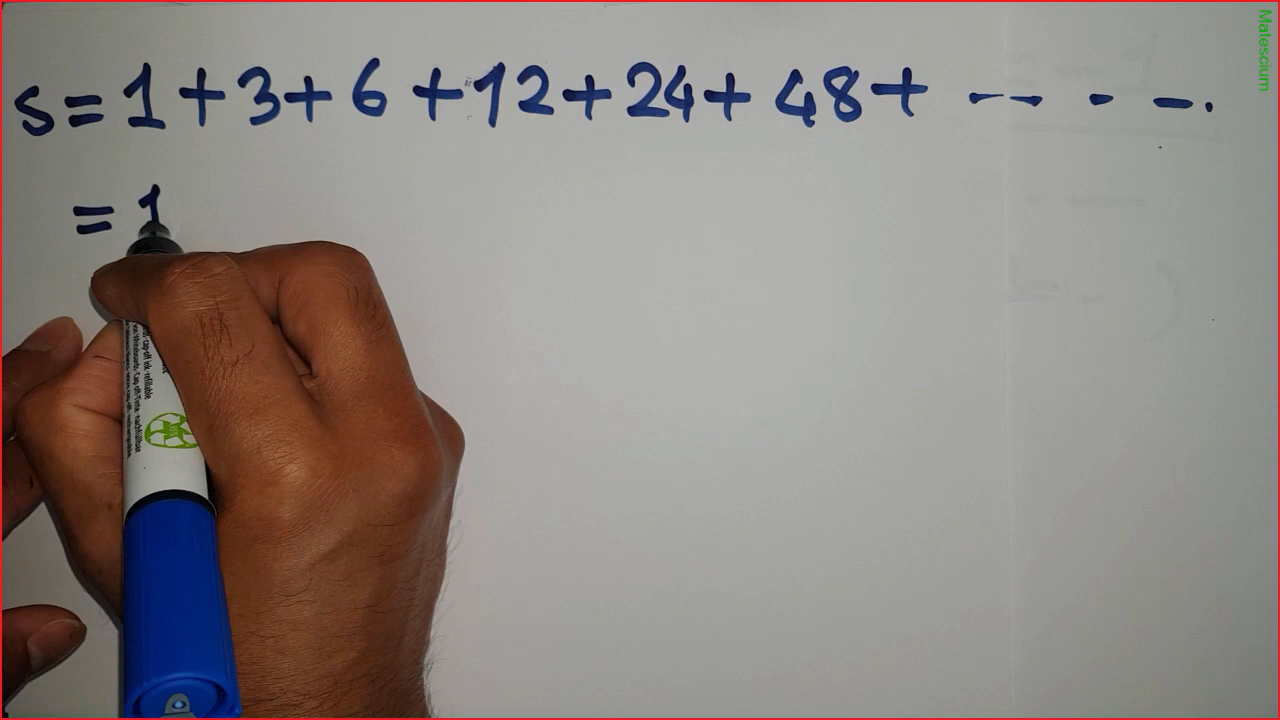 S = 1 + 3 + 6 + 12 + 24 + 48 + -- - - -.
= 1
Matescium